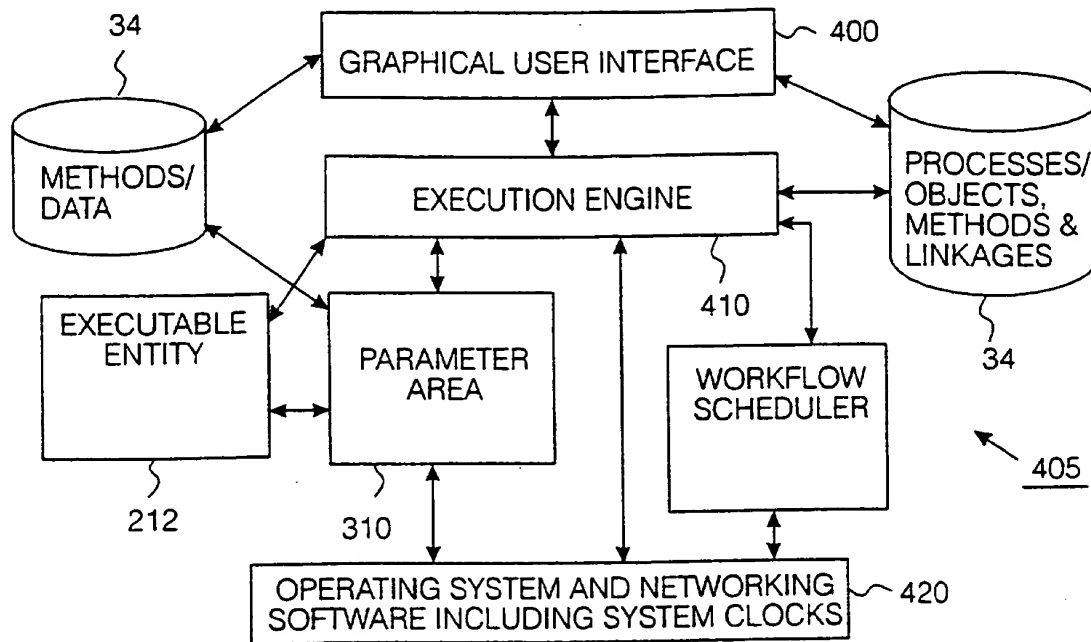 34
400
GRAPHICAL USER INTERFACE
METHODS/
DATA
EXECUTION ENGINE
PROCESSES/
OBJECTS,
METHODS &
LINKAGES
410
34
EXECUTABLE
ENTITY
PARAMETER
AREA
WORKFLOW
SCHEDULER
405
212
310
OPERATING SYSTEM AND NETWORKING
SOFTWARE INCLUDING SYSTEM CLOCKS
420